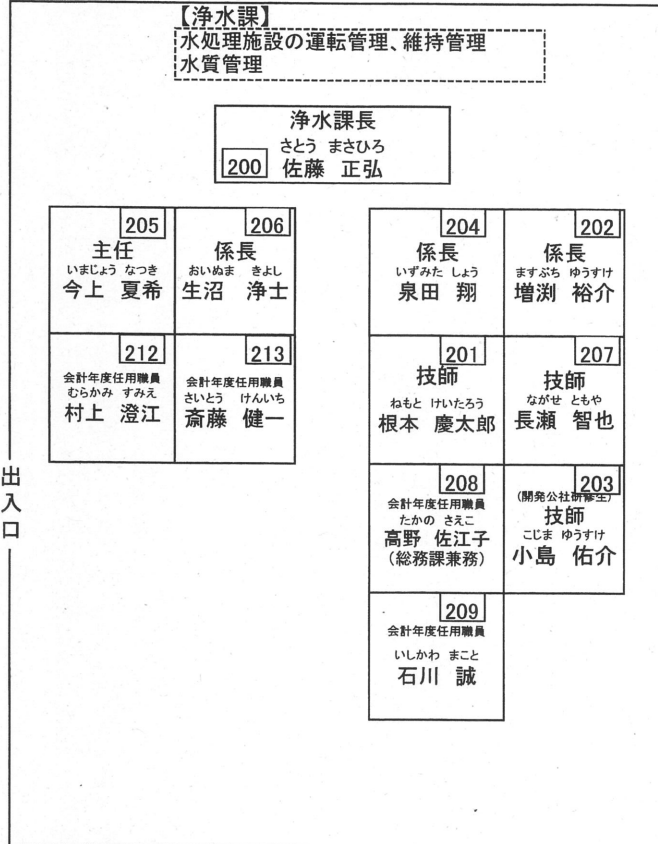 【浄水課】
水処理施設の運転管理、維持管理
水質管理
浄水課長
さとう まさひろ
200 佐藤 正弘
205
主任
いまじょう なつき
今上 夏希
206
係長
おいぬま きよし
生沼 浄士
212
会計年度任用職員
むらかみ すみえ
村上 澄江
213
会計年度任用職員
さいとう けんいち
斎藤 健一
204
係長
いずみた しょう
泉田 翔
202
係長
ますぶち ゆうすけ
増渕 裕介
201
技師
ねもと けいたろう
根本 慶太郎
207
技師
ながせ ともや
長瀬 智也
208
会計年度任用職員
たかの さえこ
高野 佐江子
(総務課兼務)
203
(開発公社研修生)
技師
こじま ゆうすけ
小島 佑介
209
会計年度任用職員
いしかわ まこと
石川 誠
出入口